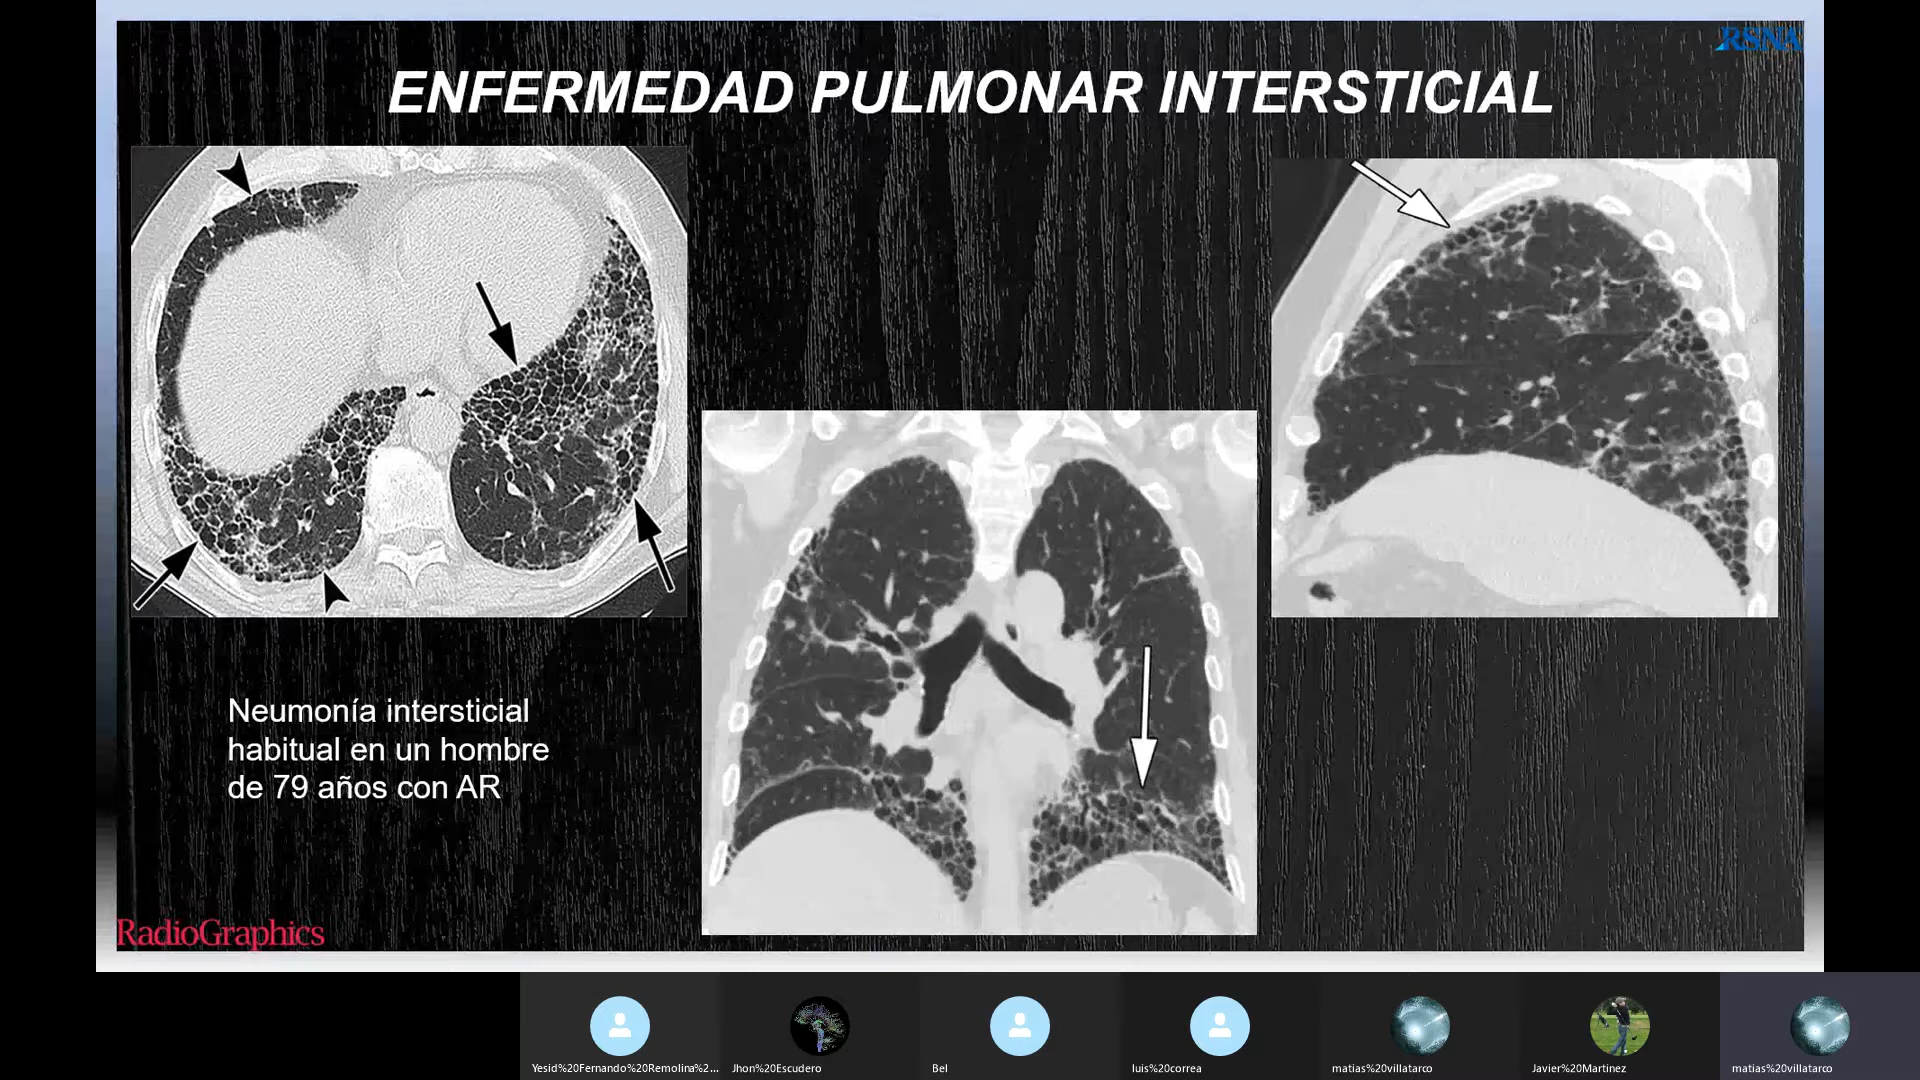 RSNA
ENFERMEDAD PULMONAR INTERSTICIAL
Neumonía intersticial
habitual en un hombre
de 79 años con AR
RadioGraphics
Yesid%20Fernando%20Remolina%2...
Jhon%20Escudero
Bel
luis%20correa
matias%20villatarco
Javier%20Martinez
matias%20villatarco